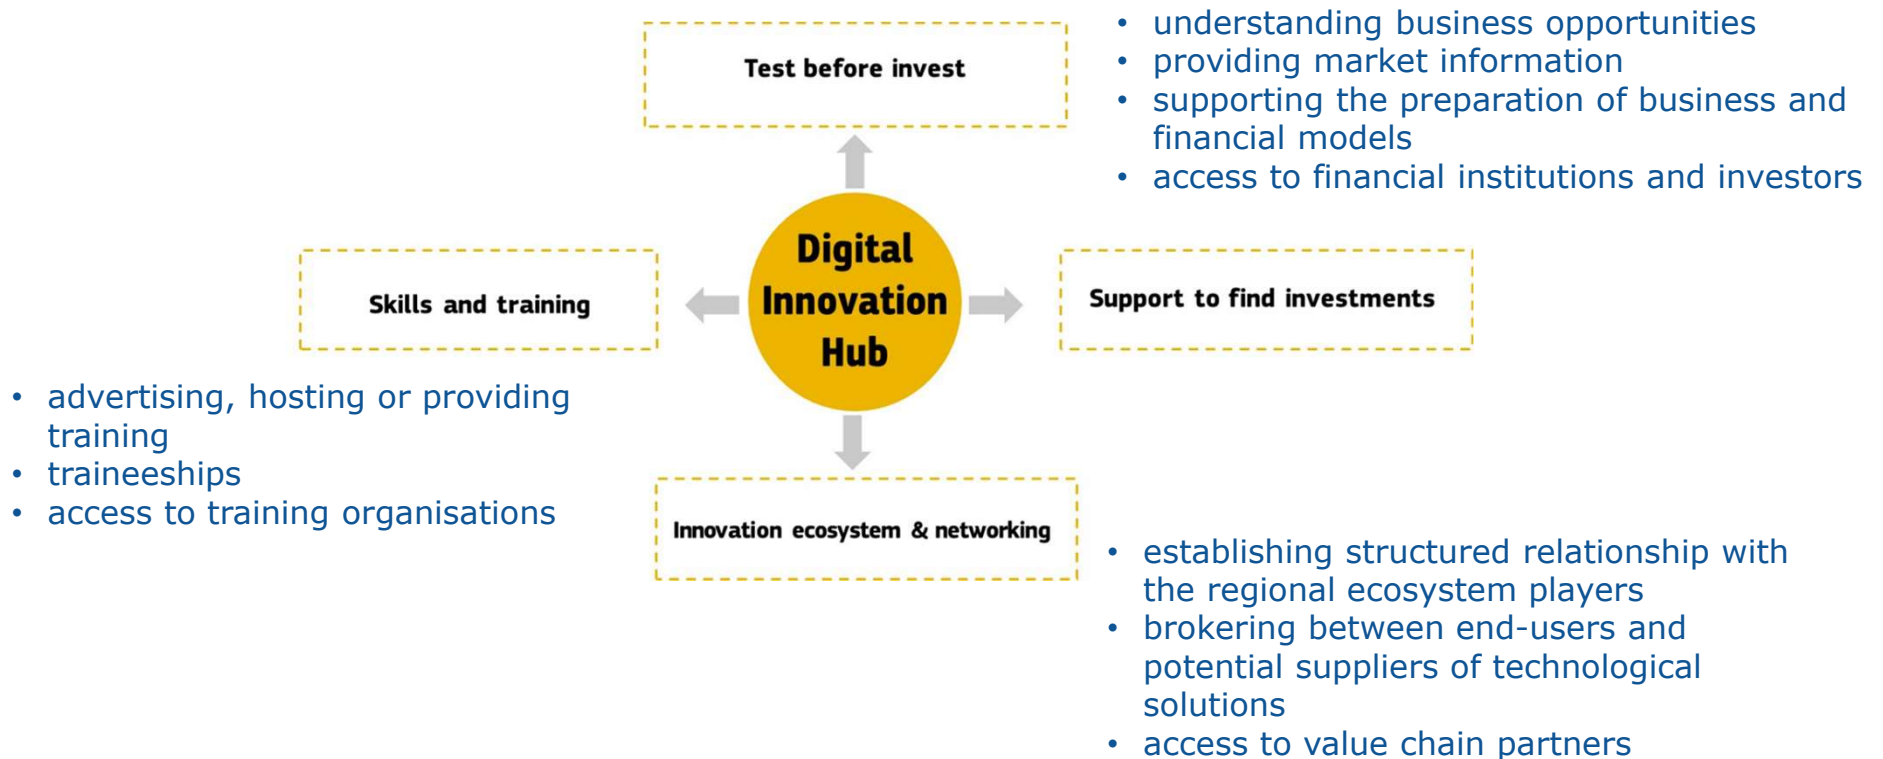 Test before invest
• understanding business opportunities
• providing market information
• supporting the preparation of business and
financial models
• access to financial institutions and investors
Skills and training
Digital
Innovation
Hub
Support to find investments
• advertising, hosting or providing
training
• traineeships
• access to training organisations
Innovation ecosystem & networking
• establishing structured relationship with
the regional ecosystem players
• brokering between end-users and
potential suppliers of technological
solutions
• access to value chain partners